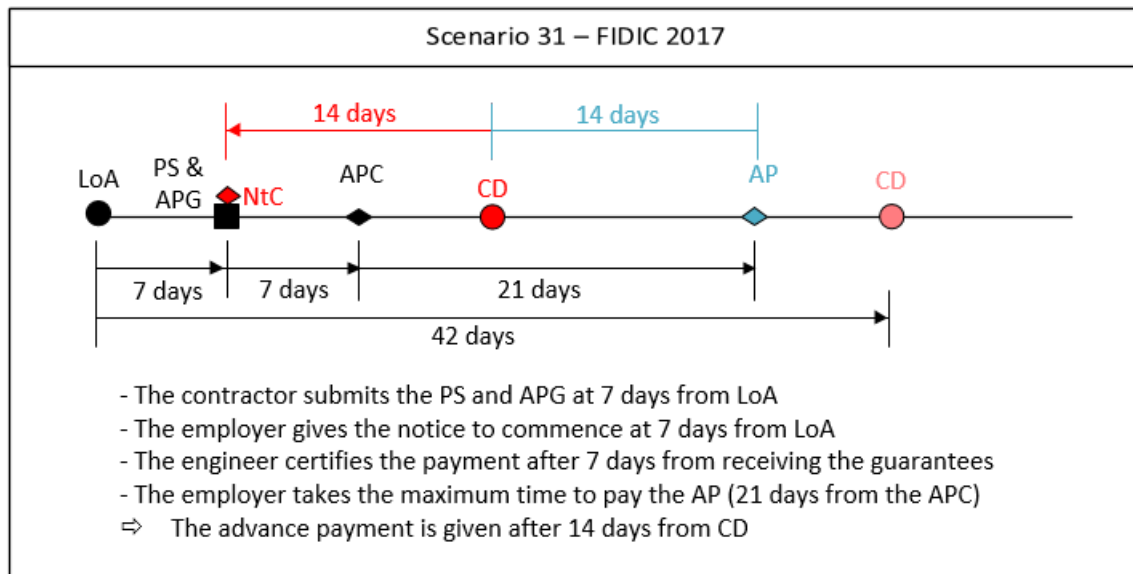 Scenario 31 – FIDIC 2017
14 days
14 days
LoA
PS &
APG
NtC
APC
CD
AP
CD
7 days
7 days
21 days
42 days
- The contractor submits the PS and APG at 7 days from LoA
- The employer gives the notice to commence at 7 days from LoA
- The engineer certifies the payment after 7 days from receiving the guarantees
- The employer takes the maximum time to pay the AP (21 days from the APC)
⇨ The advance payment is given after 14 days from CD